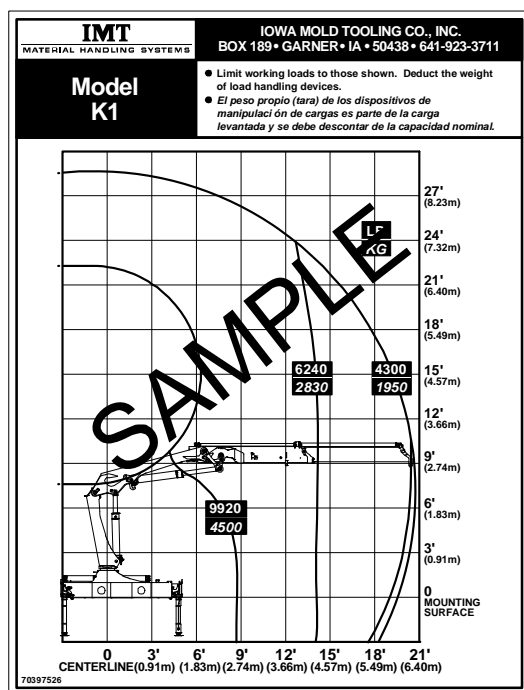 IMT
MATERIAL HANDLING SYSTEMS
IOWA MOLD TOOLING CO., INC.
BOX 189• GARNER• IA • 50438• 641-923-3711
Model
K1
● Limit working loads to those shown. Deduct the weight
of load handling devices.
● El peso propio (tara) de los dispositivos de
manipulaci ón de cargas es parte de la carga
levantada y se debe descontar de la capacidad nominal.
27'
(8.23m)
24'
(7.32m)
21'
(6.40m)
18'
(5.49m)
15'
(4.57m)
12'
(3.66m)
9'
(2.74m)
6'
(1.83m)
3'
(0.91m)
0
MOUNTING
SURFACE
KG
SAMPLE
6240
2830
4300
1950
9920
4500
0 3' 6' 9' 12' 15' 18' 21'
CENTERLINE(0.91m) (1.83m) (2.74m) (3.66m) (4.57m) (5.49m) (6.40m)
70397526